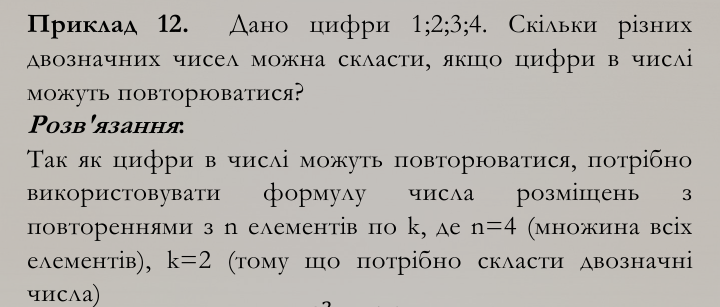 Приклад 12. Дано цифри 1;2;3;4. Скільки різних
двозначних чисел можна скласти, якщо цифри в числі
можуть повторюватися?
Розв'язання:
Так як цифри в числі можуть повторюватися, потрібно
використовувати формулу числа розміщень з
повтореннями з n елементів по k, де n=4 (множина всіх
елементів), k=2 (тому що потрібно скласти двозначні
числа)